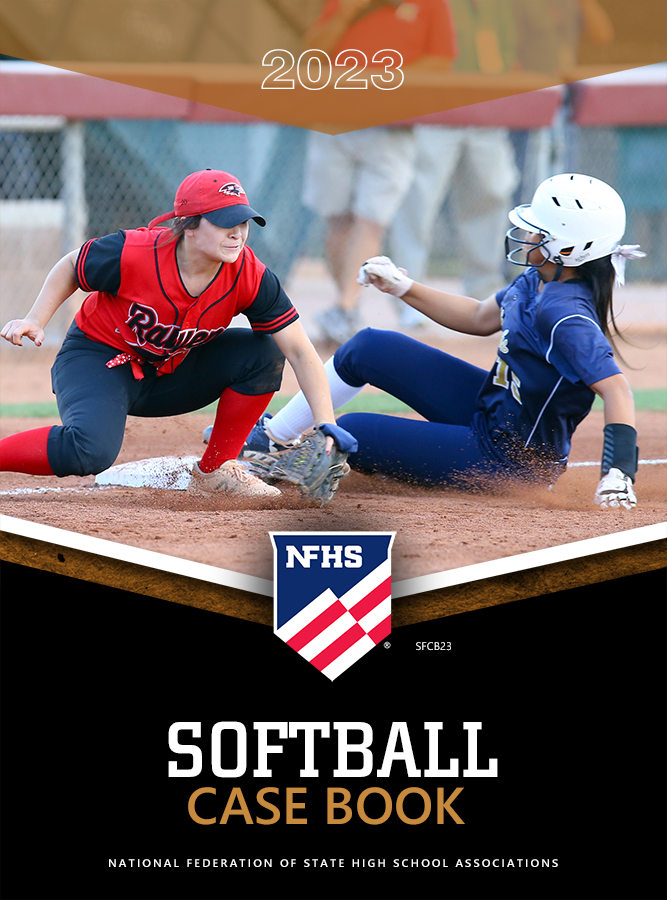 2023
NFHS
®
SFCB23
SOFTBALL
CASE BOOK
NATIONAL FEDERATION OF STATE HIGH SCHOOL ASSOCIATIONS